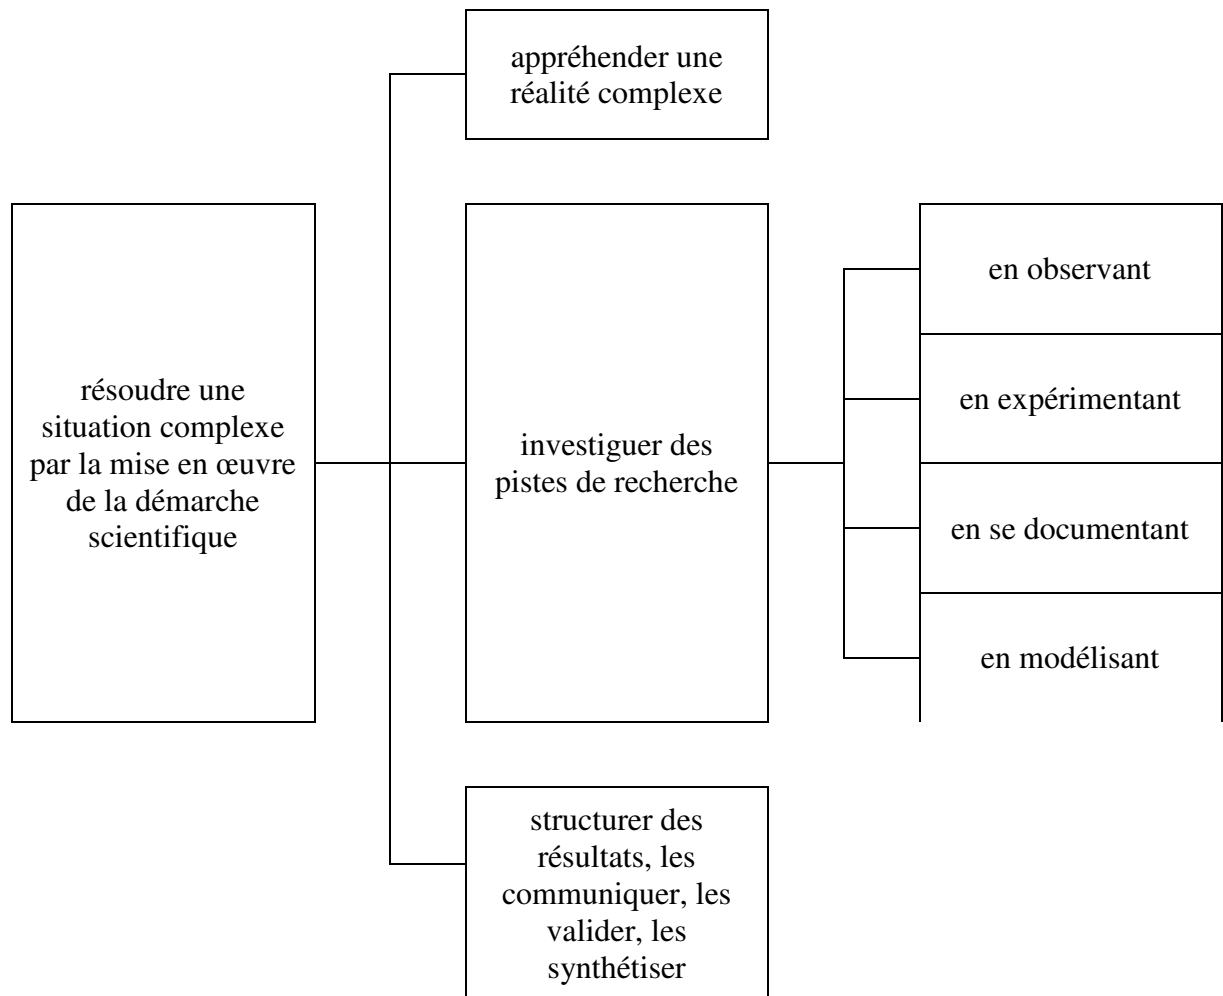 appréhender une
réalité complexe
résoudre une
situation complexe
par la mise en œuvre
de la démarche
scientifique
investiguer des
pistes de recherche
en observant
en expérimentant
en se documentant
en modélisant
structurer des
résultats, les
communiquer, les
valider, les
synthétiser